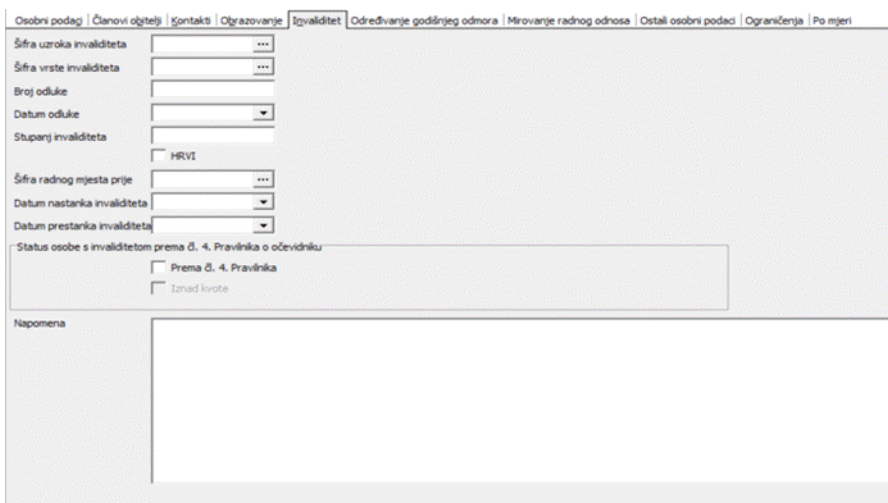 Osobni podaci Članovi obitelji Kontakti Obrazovanje Invaliditet Određivanje godišnjeg odmora Mirovanje radnog odnosa Ostali osobni podaci Ograničenja Po mjeri
Šifra uzroka invaliditeta ...
Šifra vrste invaliditeta ...
Broj odluke
Datum odluke
Stupanj invaliditeta
HRVI
Šifra radnog mjesta prije ...
Datum nastanka invaliditeta
Datum prestanka invaliditeta
Status osobe s invaliditetom prema čl. 4. Pravilnika o očevidniku
Prema čl. 4. Pravilnika
Iznad kvote
Napomena